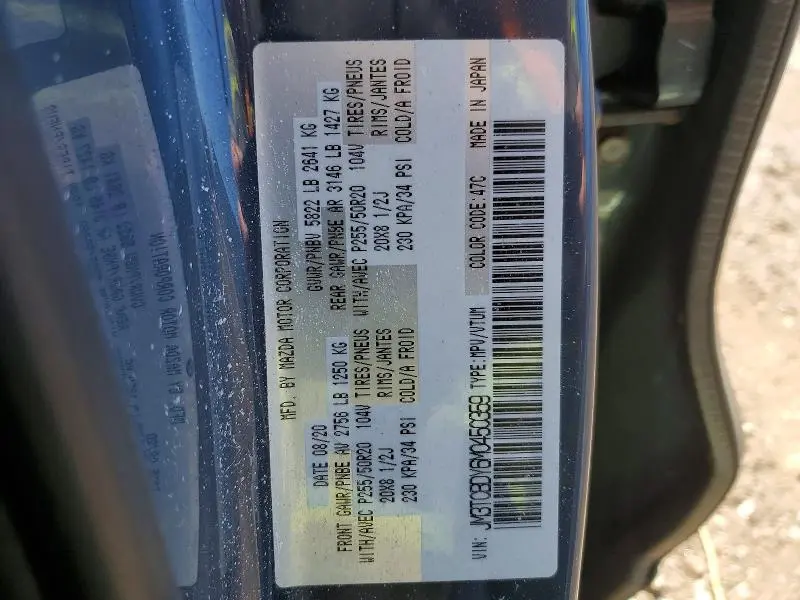 MFD. BY MAZDA MOTOR CORPORATION
DATE 08/20 GVWR/PNBV 5822 LB 2641 KG
FRONT GAWR/PNBE AV 2756 LB 1250 KG REAR GAWR/PNBE AR 3146 LB 1427 KG
WITH/AVEC P255/50R20 104V TIRES/PNEUS WITH/AVEC P255/50R20 104V TIRES/PNEUS
20X8 1/2J RIMS/JANTES 20X8 1/2J RIMS/JANTES
230 KPA/34 PSI COLD/A FROID 230 KPA/34 PSI COLD/A FROID
VIN: JM3TCBDY6M0450359 TYPE:MPV/VTUM COLOR CODE:47C MADE IN JAPAN